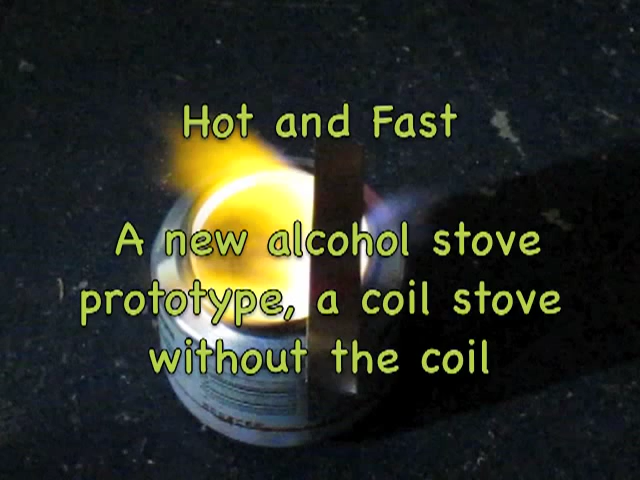 Hot and Fast
A new alcohol stove
prototype, a coil stove
without the coil